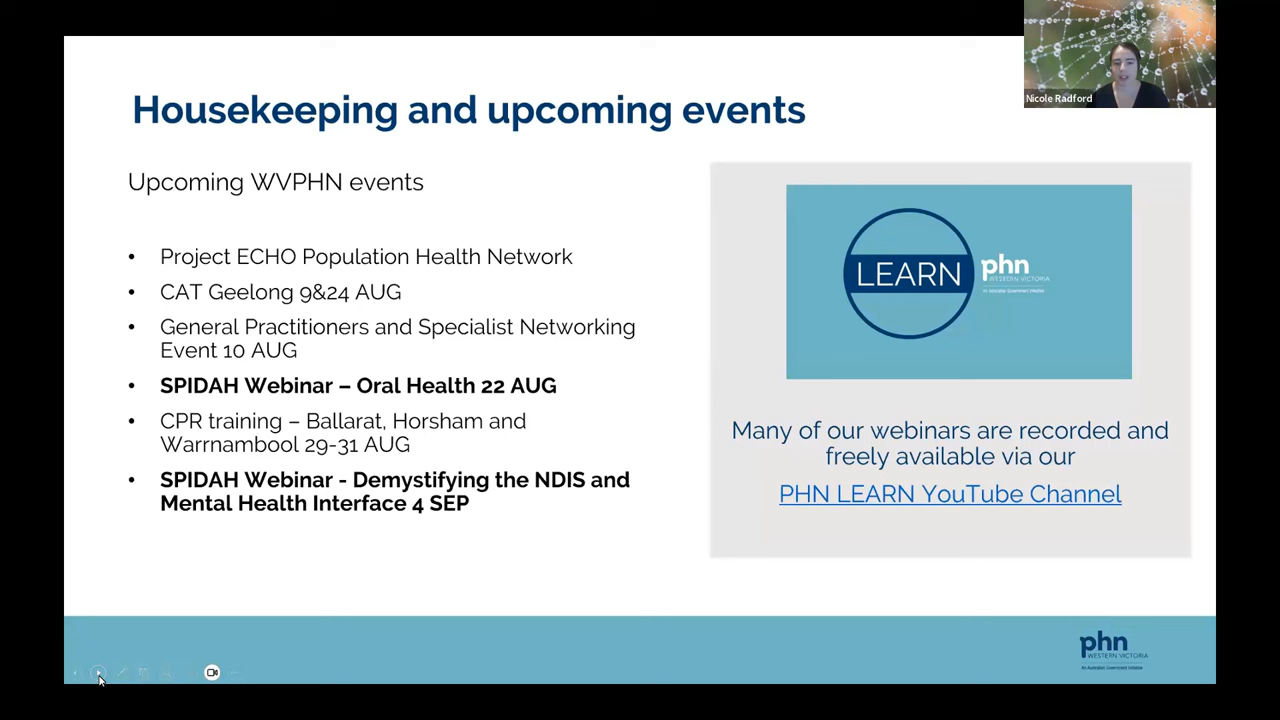 Nicole Radford
Housekeeping and upcoming events
Upcoming WVPHN events
• Project ECHO Population Health Network
• CAT Geelong 9&24 AUG
• General Practitioners and Specialist Networking
Event 10 AUG
• SPIDAH Webinar – Oral Health 22 AUG
• CPR training – Ballarat, Horsham and
Warrnambool 29-31 AUG
• SPIDAH Webinar - Demystifying the NDIS and
Mental Health Interface 4 SEP
LEARN
phn
WESTERN VICTORIA
An Australian Government Initiative
Many of our webinars are recorded and
freely available via our
PHN LEARN YouTube Channel
phn
WESTERN VICTORIA
An Australian Government Initiative